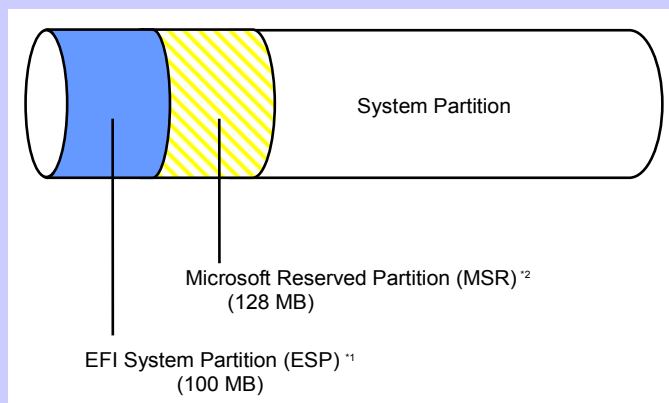 System Partition
Microsoft Reserved Partition (MSR) *2
(128 MB)
EFI System Partition (ESP) *1
(100 MB)